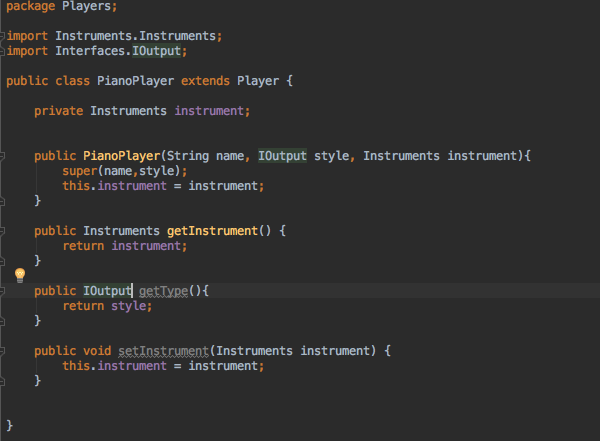 package Players;
import Instruments.Instruments;
import Interfaces.IOutput;
public class PianoPlayer extends Player {
private Instruments instrument;
public PianoPlayer(String name, IOutput style, Instruments instrument){
super(name,style);
this.instrument = instrument;
}
public Instruments getInstrument() {
return instrument;
}
public IOutput getType(){
return style;
}
public void setInstrument(Instruments instrument) {
this.instrument = instrument;
}
}